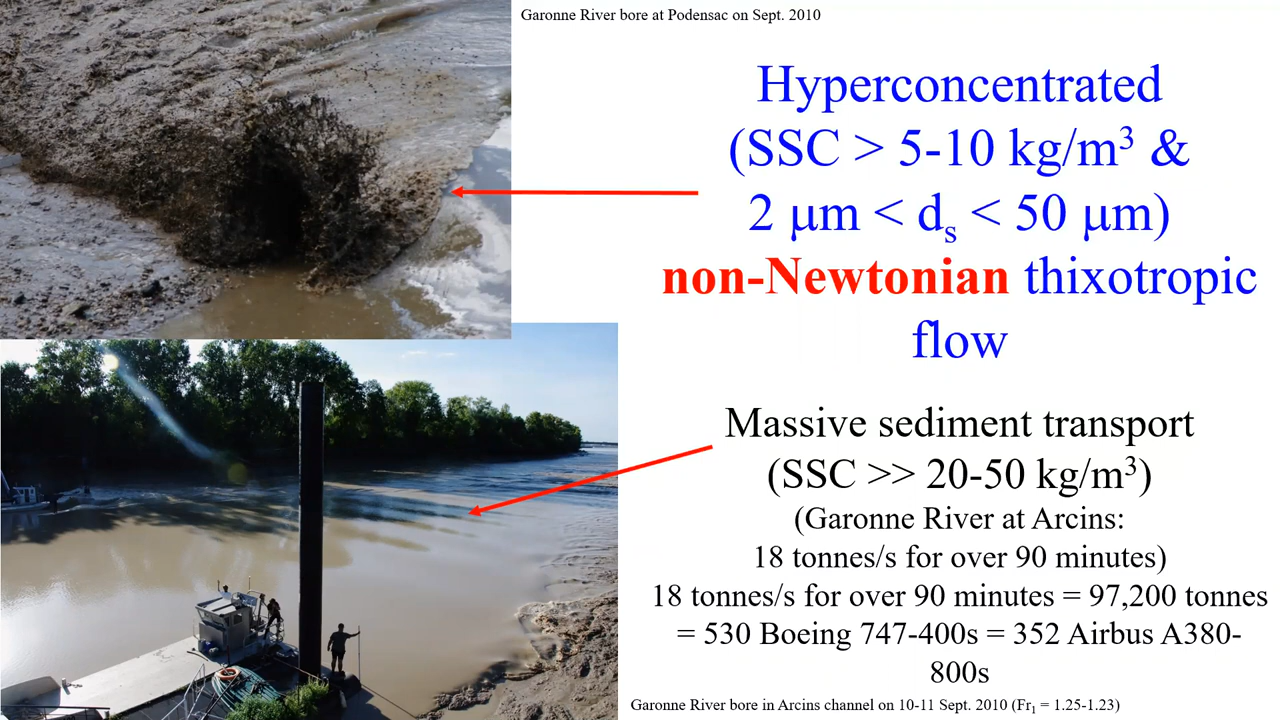 Garonne River bore at Podensac on Sept. 2010
Hyperconcentrated
(SSC > 5-10 kg/m³ &
2 μm < dₛ < 50 μm)
non-Newtonian thixotropic
flow
Massive sediment transport
(SSC >> 20-50 kg/m³)
(Garonne River at Arcins:
18 tonnes/s for over 90 minutes)
18 tonnes/s for over 90 minutes = 97,200 tonnes
= 530 Boeing 747-400s = 352 Airbus A380-
800s
Garonne River bore in Arcins channel on 10-11 Sept. 2010 (Fr₁ = 1.25-1.23)